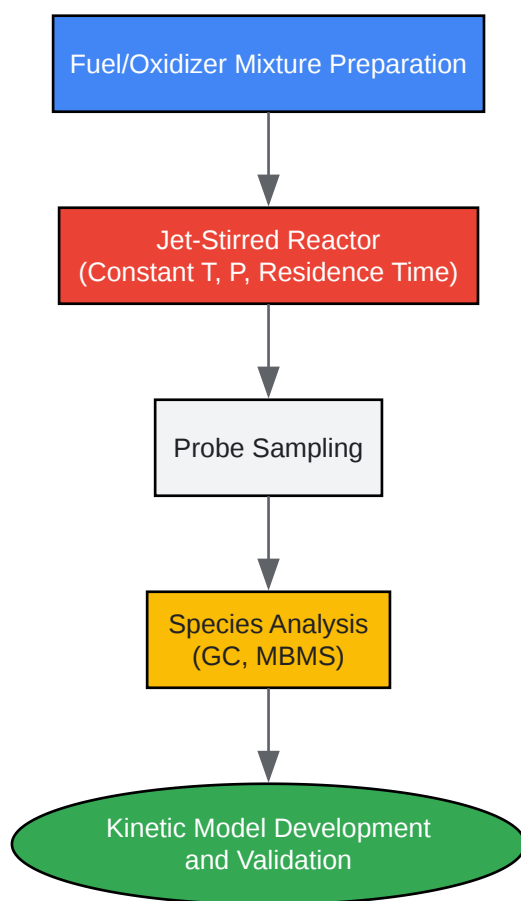 Fuel/Oxidizer Mixture Preparation
Jet-Stirred Reactor
(Constant T, P, Residence Time)
Probe Sampling
Species Analysis
(GC, MBMS)
Kinetic Model Development
and Validation